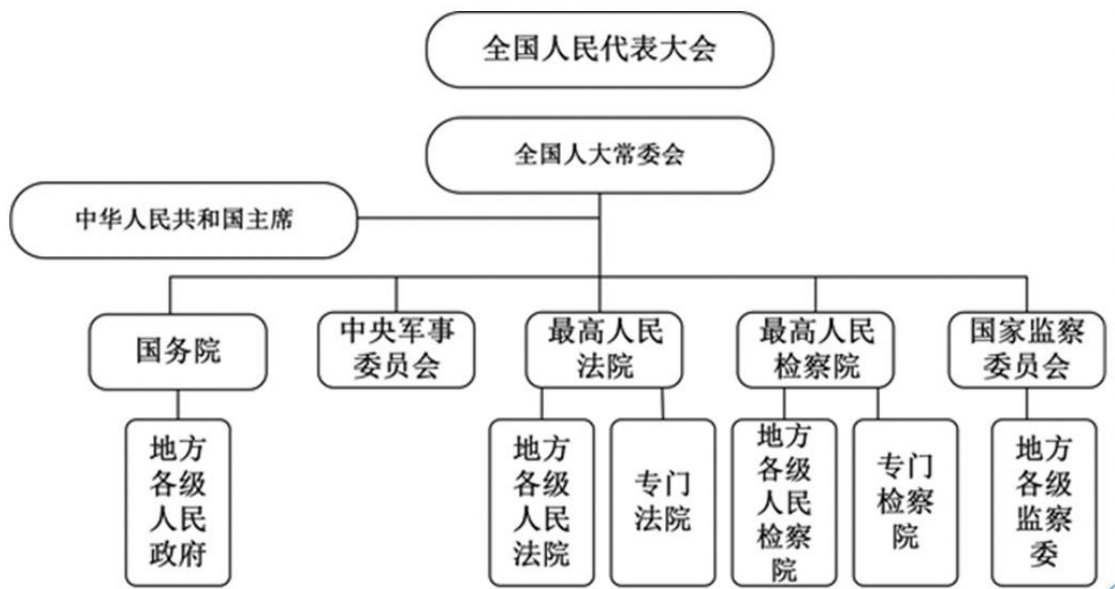 全国人民代表大会
全国人大常委会
中华人民共和国主席
国务院
中央军事
委员会
最高人民
法院
最高人民
检察院
国家监察
委员会
地方
各级
人民
政府
地方
各级
人民
法院
专门
法院
地方
各级
人民
检察
院
专门
检察
院
地方
各级
监察
委